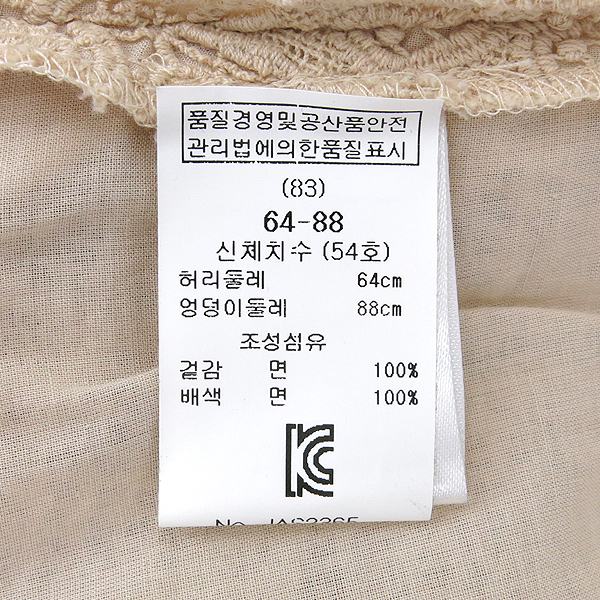 품질경영및공산품안전
관리법에의한품질표시
(83)
64-88
신체치수 (54호)
허리둘레 64cm
엉덩이둘레 88cm
조성섬유
겉감 면 100%
배색 면 100%
KC
No